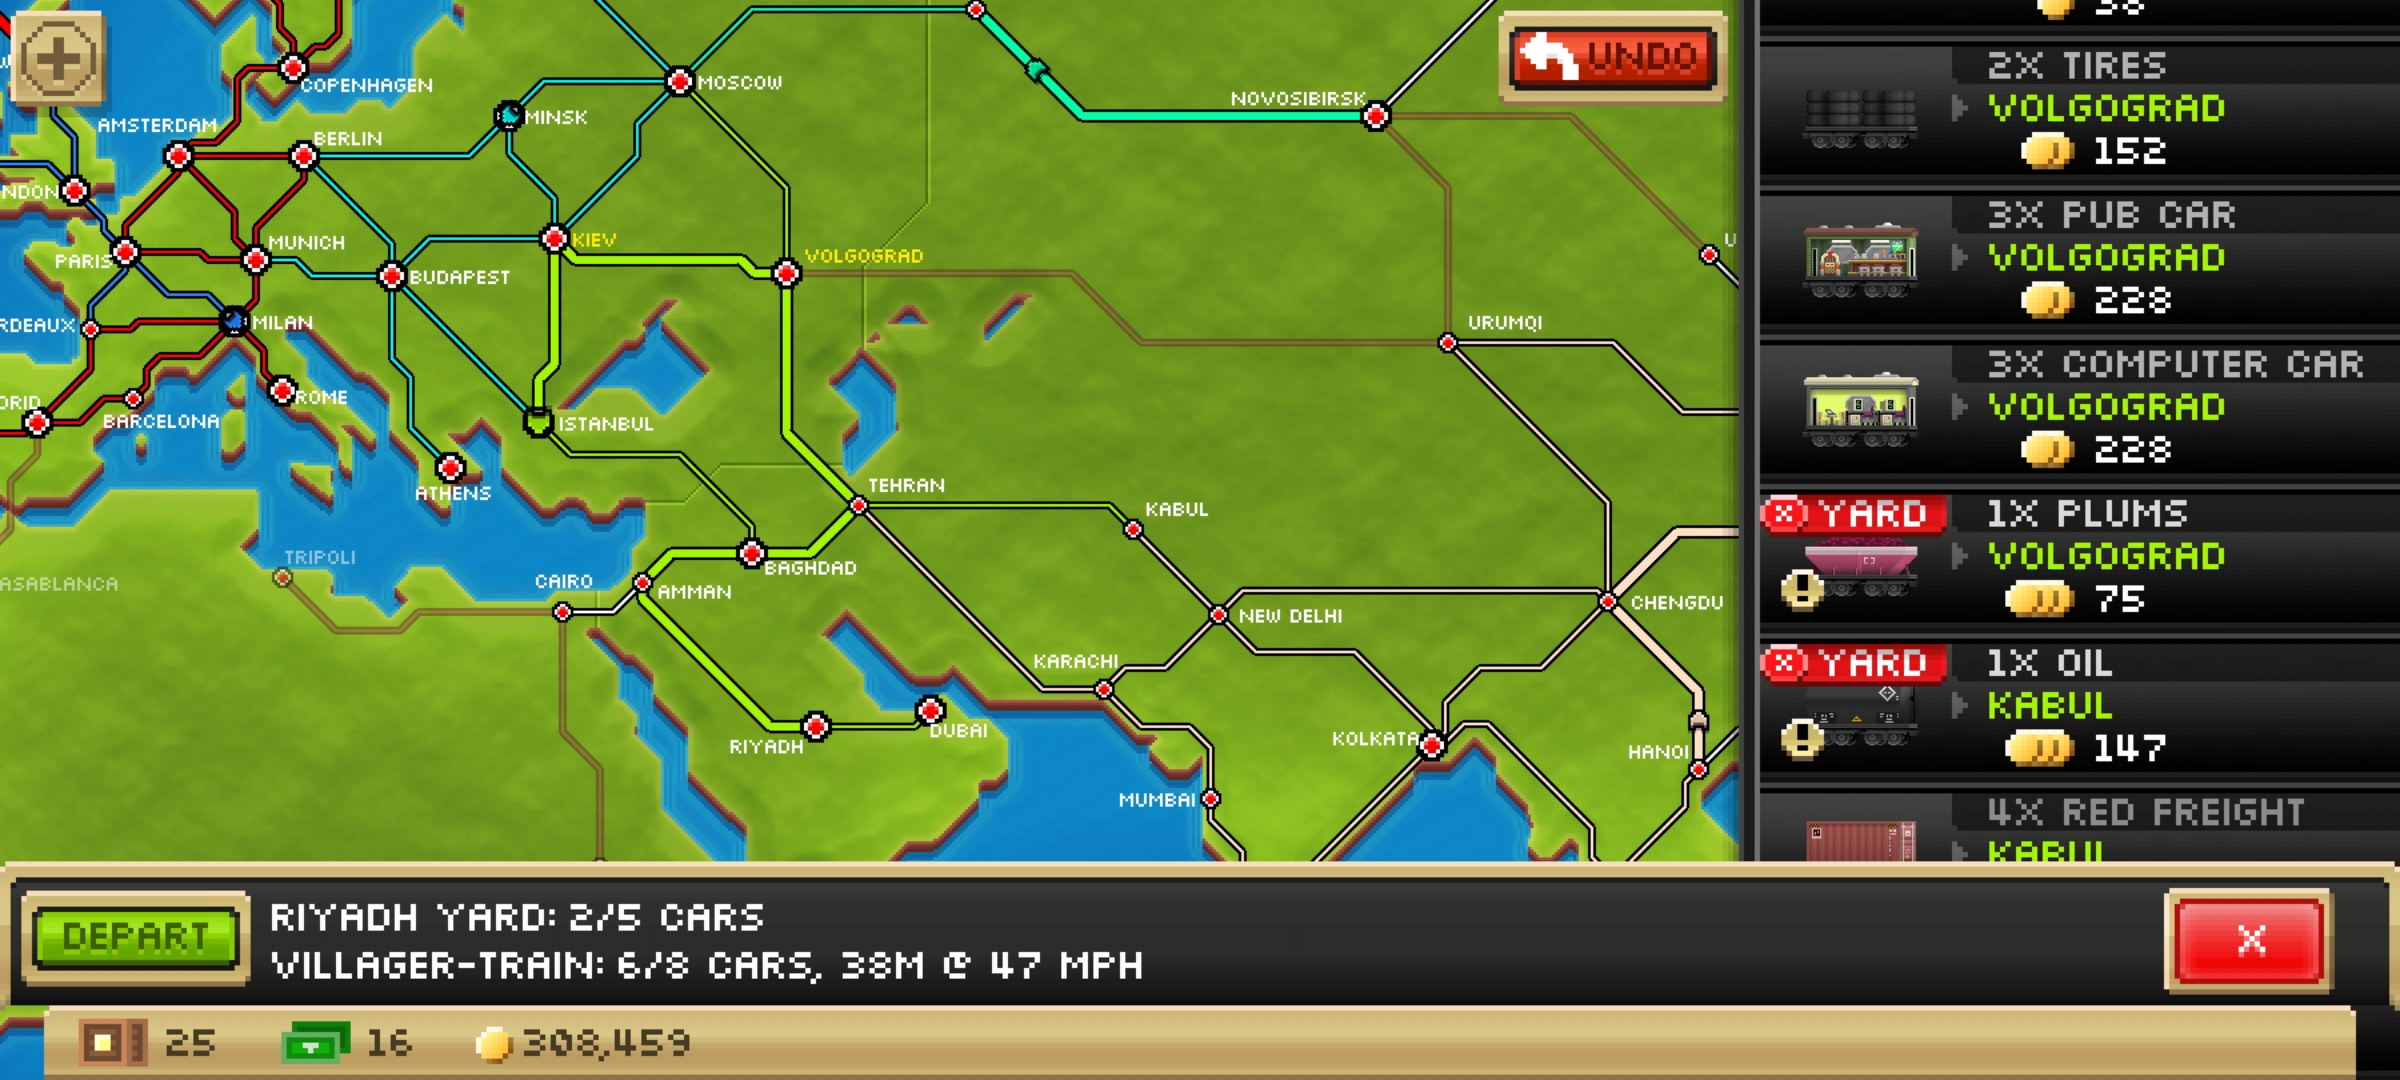 COPENHAGEN
MOSCOW
UNDO
38
2X TIRES
VOLGOGRAD
152
NOVOSIBIRSK
MINSK
AMSTERDAM
BERLIN
NDON
3X PUB CAR
VOLGOGRAD
228
KIEV
MUNICH
PARIS
VOLGOGRAD
BUDAPEST
U
RDEAUX
MILAN
URUMQI
3X COMPUTER CAR
VOLGOGRAD
228
ORID
ROME
BARCELONA
ISTANBUL
ATHENS
TEHRAN
KABUL
YARD
1X PLUMS
VOLGOGRAD
75
TRIPOLI
ASABLANCA
CAIRO
BAGHDAD
AMMAN
NEW DELHI
CHENGDU
YARD
1X OIL
KABUL
147
KARACHI
RIYADH
DUBAI
KOLKATA
HANOI
MUMBAI
4X RED FREIGHT
KABUL
DEPART
RIYADH YARD: 2/5 CARS
VILLAGER-TRAIN: 6/8 CARS, 38M @ 47 MPH
X
25
16
308,459